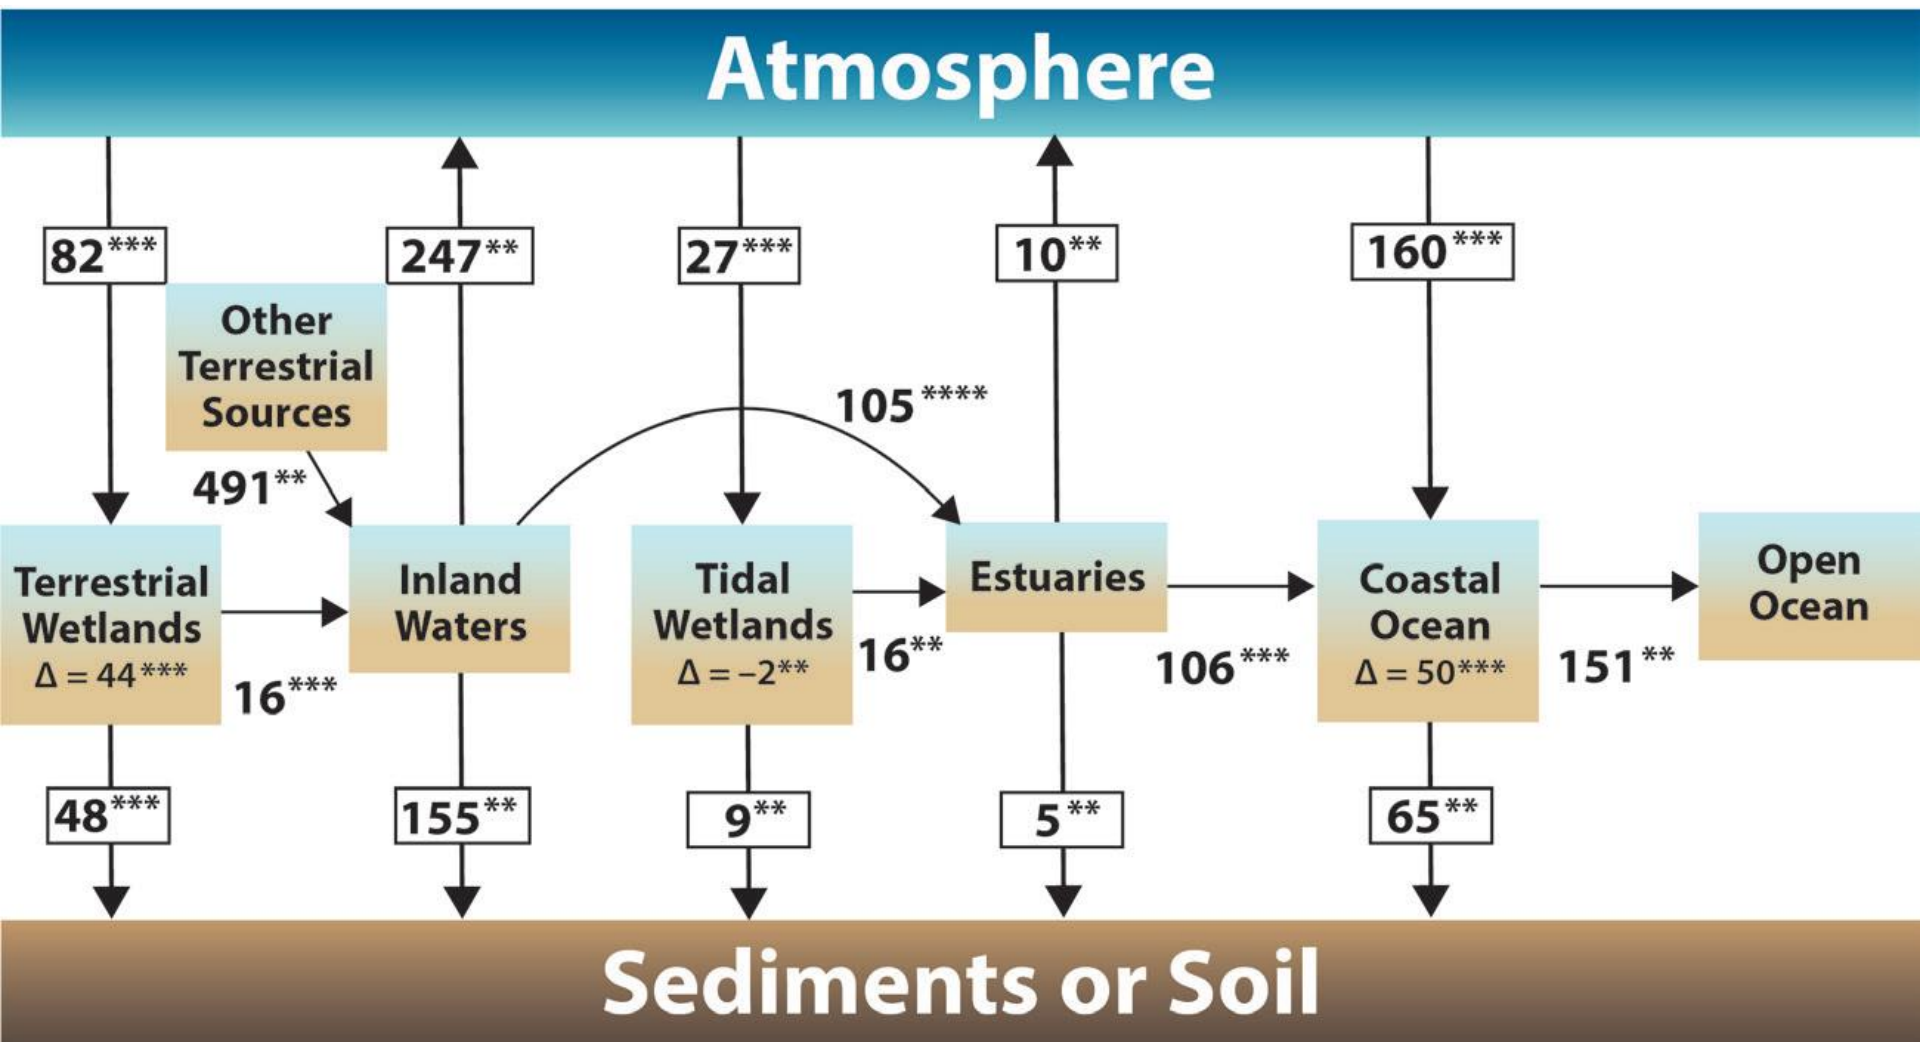 Atmosphere
82***
247**
27***
10**
160***
Other
Terrestrial
Sources
105****
491**
Terrestrial
Wetlands
Δ = 44***
16***
Inland
Waters
Tidal
Wetlands
Δ = –2**
16**
Estuaries
106***
Coastal
Ocean
Δ = 50***
151**
Open
Ocean
48***
155**
9**
5**
65**
Sediments or Soil